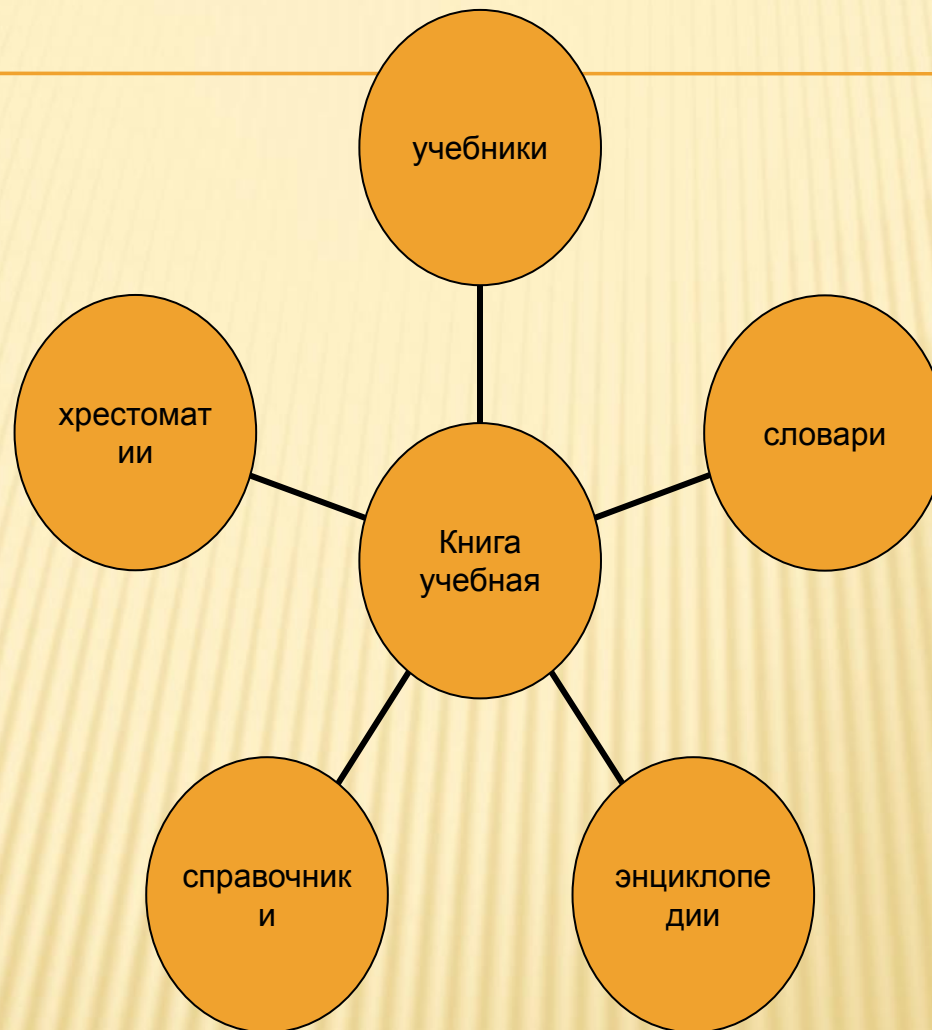 учебники
хрестомат
ии
словари
Книга
учебная
справочник
и
энциклопе
дии